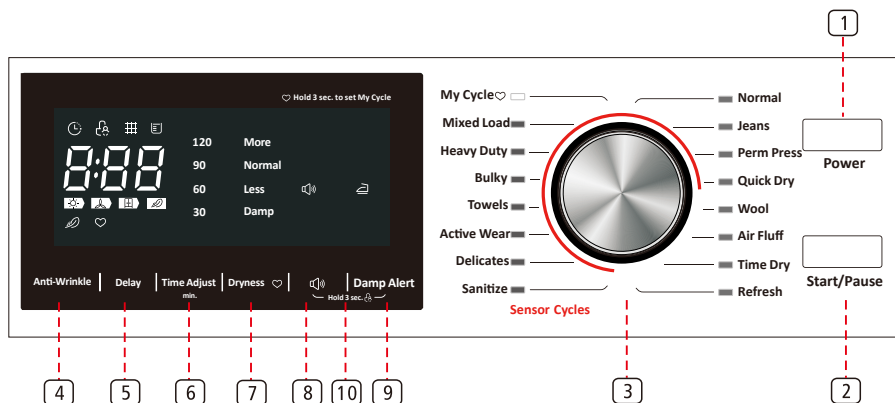 1
Hold 3 sec. to set My Cycle
8:88
120 More
90 Normal
60 Less
30 Damp
Anti-Wrinkle
Delay
Time Adjust
min.
Dryness
Damp Alert
Hold 3 sec.
My Cycle
Mixed Load
Heavy Duty
Bulky
Towels
Active Wear
Delicates
Sanitize
Sensor Cycles
Normal
Jeans
Perm Press
Quick Dry
Wool
Air Fluff
Time Dry
Refresh
Power
Start/Pause
4 5 6 7 8 10 9 3 2